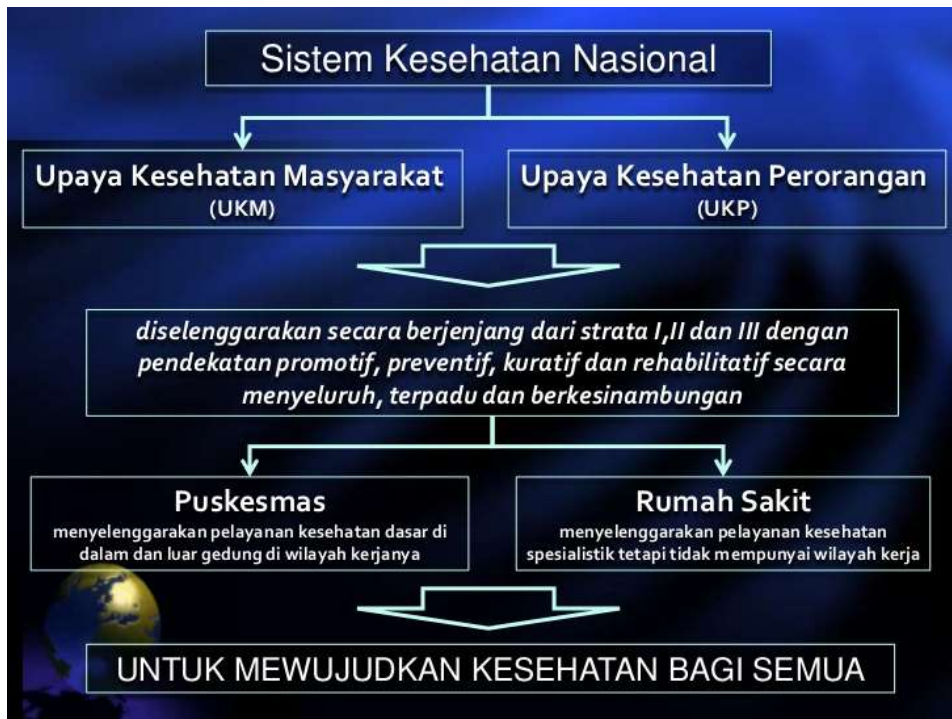 Sistem Kesehatan Nasional
Upaya Kesehatan Masyarakat
(UKM)
Upaya Kesehatan Perorangan
(UKP)
diselenggarakan secara berjenjang dari strata I,II dan III dengan
pendekatan promotif, preventif, kuratif dan rehabilitatif secara
menyeluruh, terpadu dan berkesinambungan
Puskesmas
menyelenggarakan pelayanan kesehatan dasar di
dalam dan luar gedung di wilayah kerjanya
Rumah Sakit
menyelenggarakan pelayanan kesehatan
spesialistik tetapi tidak mempunyai wilayah kerja
UNTUK MEWUJUDKAN KESEHATAN BAGI SEMUA